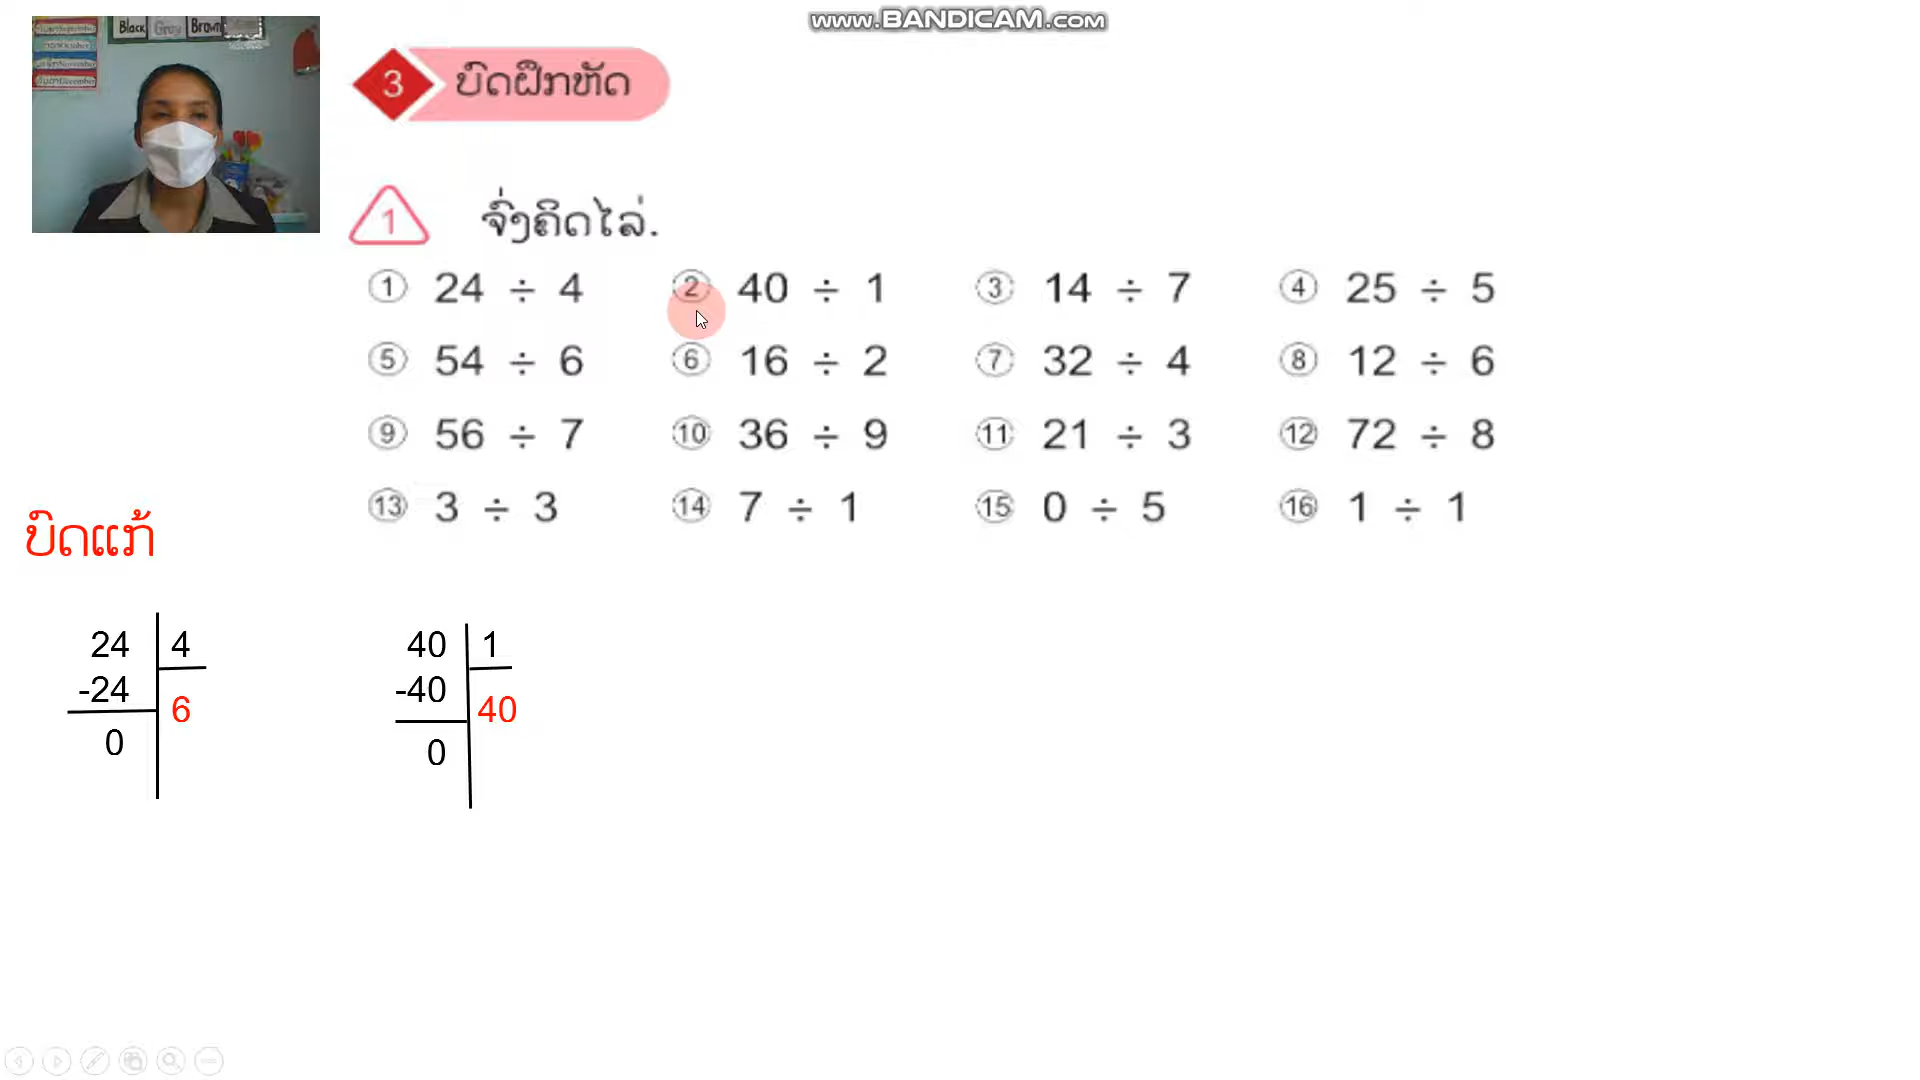 www.BANDICAM.com
Black Gray Brown
3 ບົດຝຶກຫັດ
1 ຈົ່ງຄິດໄລ່.
① 24 ÷ 4 ② 40 ÷ 1 ③ 14 ÷ 7 ④ 25 ÷ 5
⑤ 54 ÷ 6 ⑥ 16 ÷ 2 ⑦ 32 ÷ 4 ⑧ 12 ÷ 6
⑨ 56 ÷ 7 ⑩ 36 ÷ 9 ⑪ 21 ÷ 3 ⑫ 72 ÷ 8
⑬ 3 ÷ 3 ⑭ 7 ÷ 1 ⑮ 0 ÷ 5 ⑯ 1 ÷ 1
ບົດແກ້
24 4
-24
6
0
40 1
-40
40
0